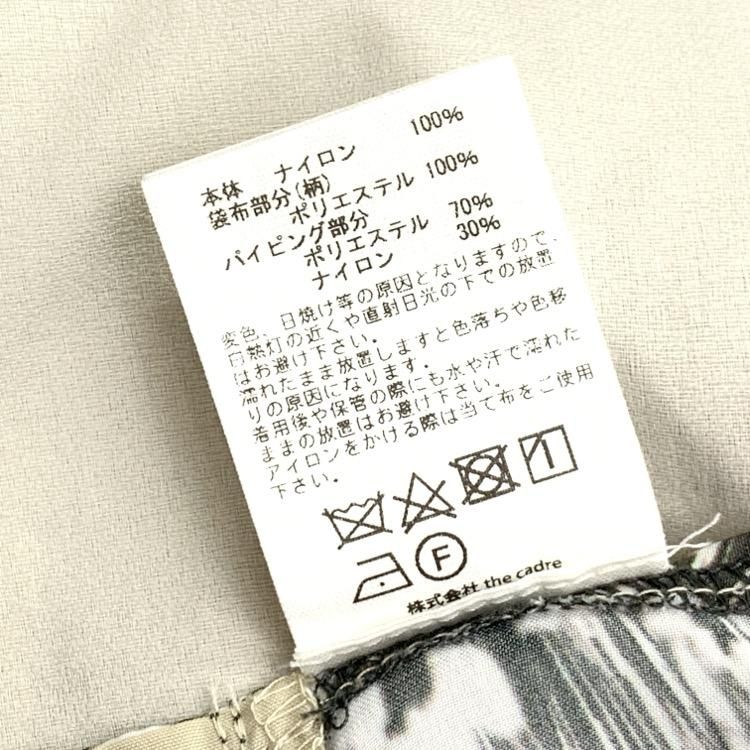 本体 ナイロン 100%
袋布部分(柄)
ポリエステル 100%
パイピング部分
ポリエステル 70%
ナイロン 30%
変色、日焼け等の原因となりますので、
白熱灯の近くや直射日光の下での放置
はお避け下さい。
濡れたまま放置しますと色落ちや色移
りの原因になります。
着用後や保管の際にも水や汗で濡れた
ままの放置はお避け下さい。
アイロンをかける際は当て布をご使用
下さい。
F
株式会社 the cadre